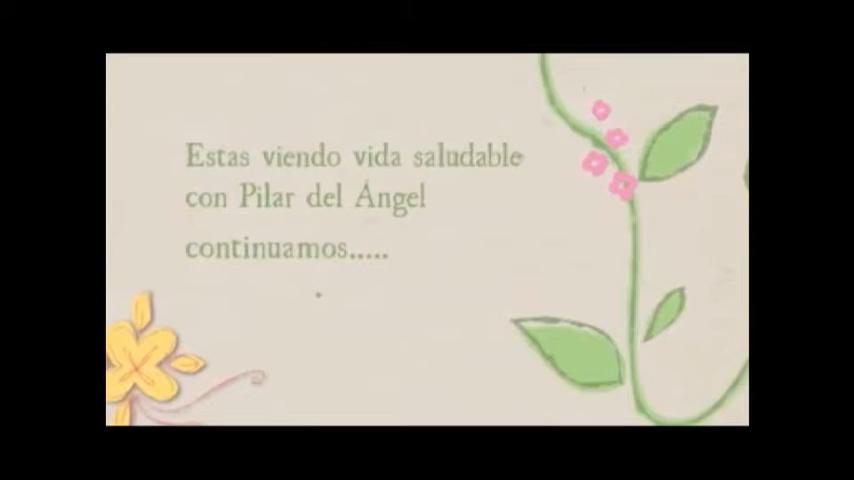 Estas viendo vida saludable
con Pilar del Ángel
continuamos.....